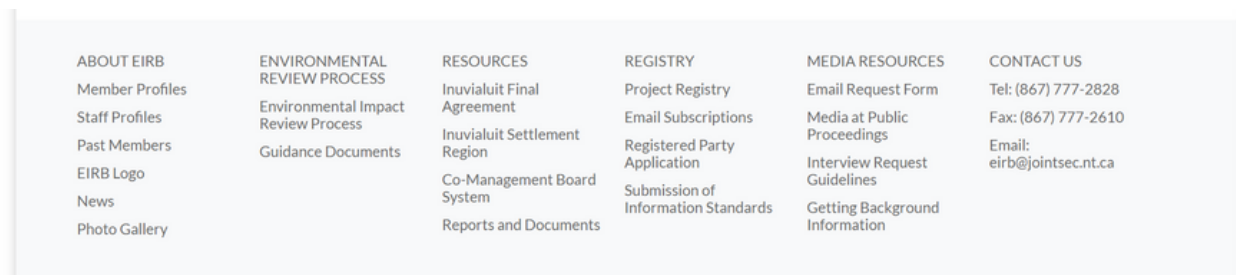 ABOUT EIRB
Member Profiles
Staff Profiles
Past Members
EIRB Logo
News
Photo Gallery
ENVIRONMENTAL
REVIEW PROCESS
Environmental Impact
Review Process
Guidance Documents
RESOURCES
Inuvialuit Final
Agreement
Inuvialuit Settlement
Region
Co-Management Board
System
Reports and Documents
REGISTRY
Project Registry
Email Subscriptions
Registered Party
Application
Submission of
Information Standards
MEDIA RESOURCES
Email Request Form
Media at Public
Proceedings
Interview Request
Guidelines
Getting Background
Information
CONTACT US
Tel: (867) 777-2828
Fax: (867) 777-2610
Email:
eirb@jointsec.nt.ca